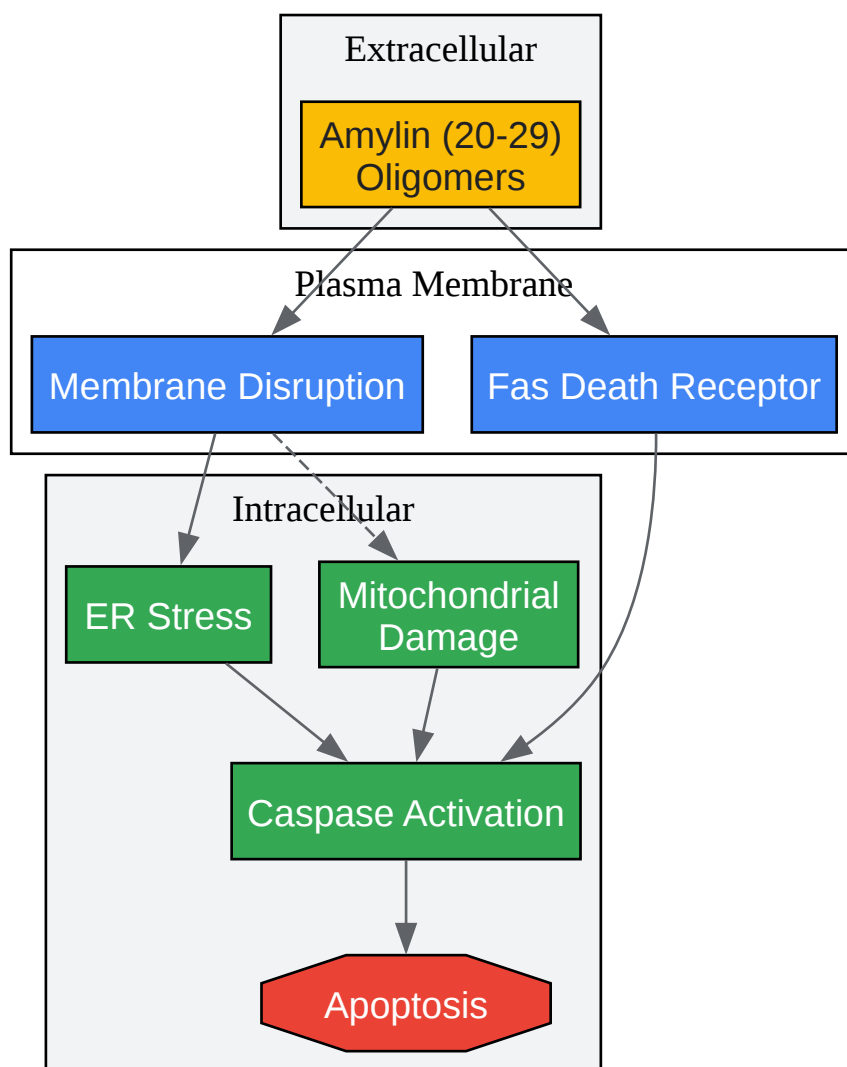 Extracellular
Amylin (20-29)
Oligomers
Plasma Membrane
Membrane Disruption
Fas Death Receptor
Intracellular
ER Stress
Mitochondrial
Damage
Caspase Activation
Apoptosis